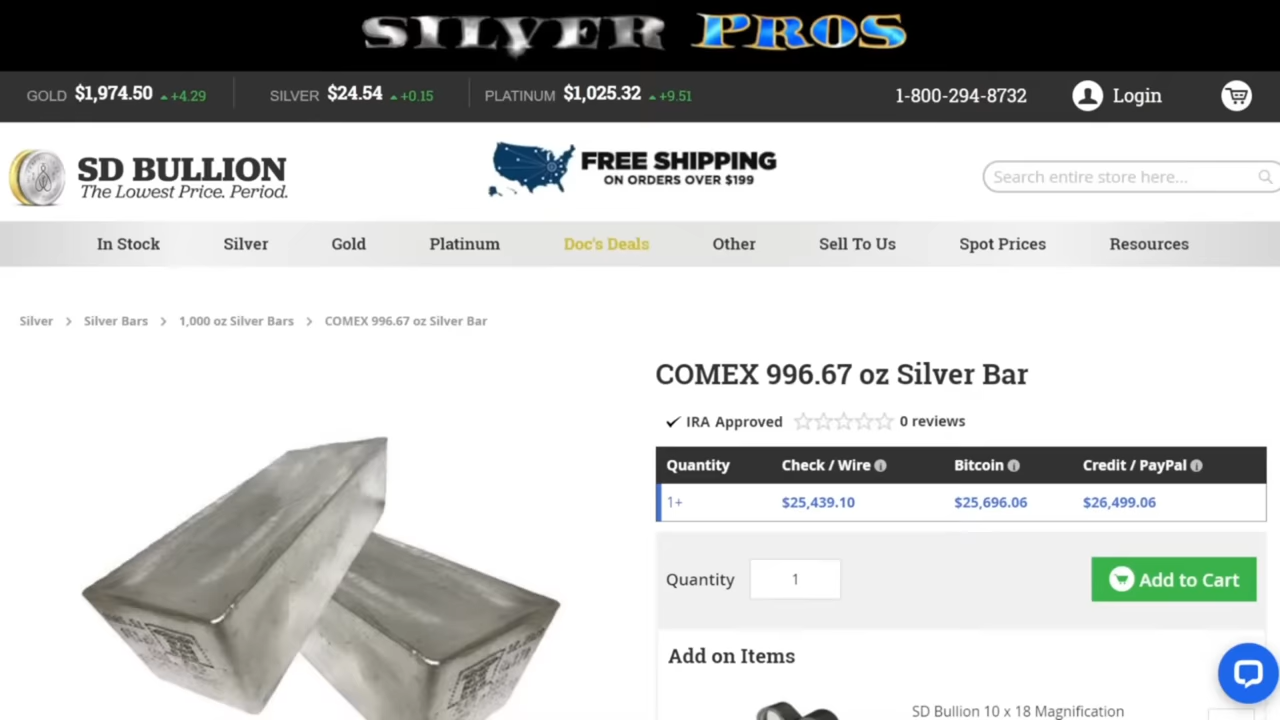 SILVER PROS
GOLD $1,974.50 +4.29 SILVER $24.54 +0.15 PLATINUM $1,025.32 +9.51 1-800-294-8732 Login
SD BULLION
The Lowest Price. Period.
FREE SHIPPING
ON ORDERS OVER $199
Search entire store here...
In Stock Silver Gold Platinum Doc's Deals Other Sell To Us Spot Prices Resources
Silver > Silver Bars > 1,000 oz Silver Bars > COMEX 996.67 oz Silver Bar
COMEX 996.67 oz Silver Bar
IRA Approved 0 reviews
Quantity Check / Wire Bitcoin Credit / PayPal
1+ $25,439.10 $25,696.06 $26,499.06
Quantity 1 Add to Cart
Add on Items
SD Bullion 10 x 18 Magnification